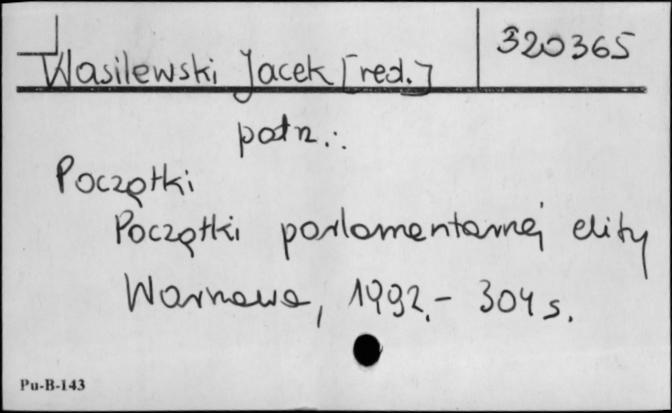 320365
Wasilewski Jacek [red.]
patrz.:
Początki
Początki parlamentarnej elity
Warszawa, 1992.- 304 s.
Pu-B-143